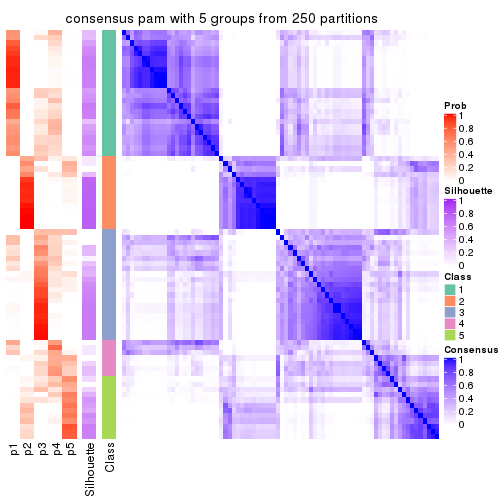 consensus pam with 5 groups from 250 partitions
Prob
1
0.8
0.6
0.4
0.2
0
Silhouette
1
0.8
0.6
0.4
0.2
0
Class
1
2
3
4
5
Consensus
1
0.8
0.6
0.4
0.2
0
p1
p2
p3
p4
p5
Silhouette
Class